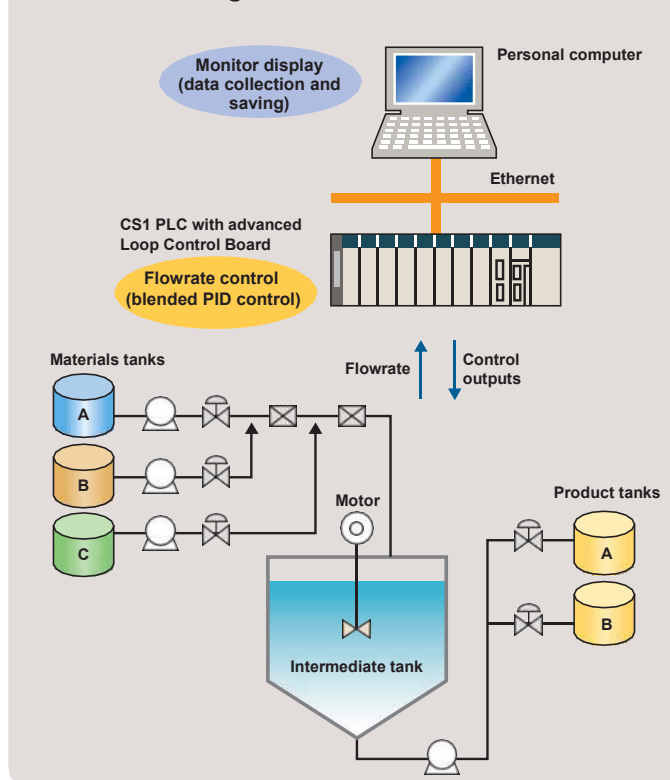 Monitor display
(data collection and
saving)
Personal computer
Ethernet
CS1 PLC with advanced
Loop Control Board
Flowrate control
(blended PID control)
Flowrate
Control
outputs
Materials tanks
A
B
C
Motor
Intermediate tank
Product tanks
A
B